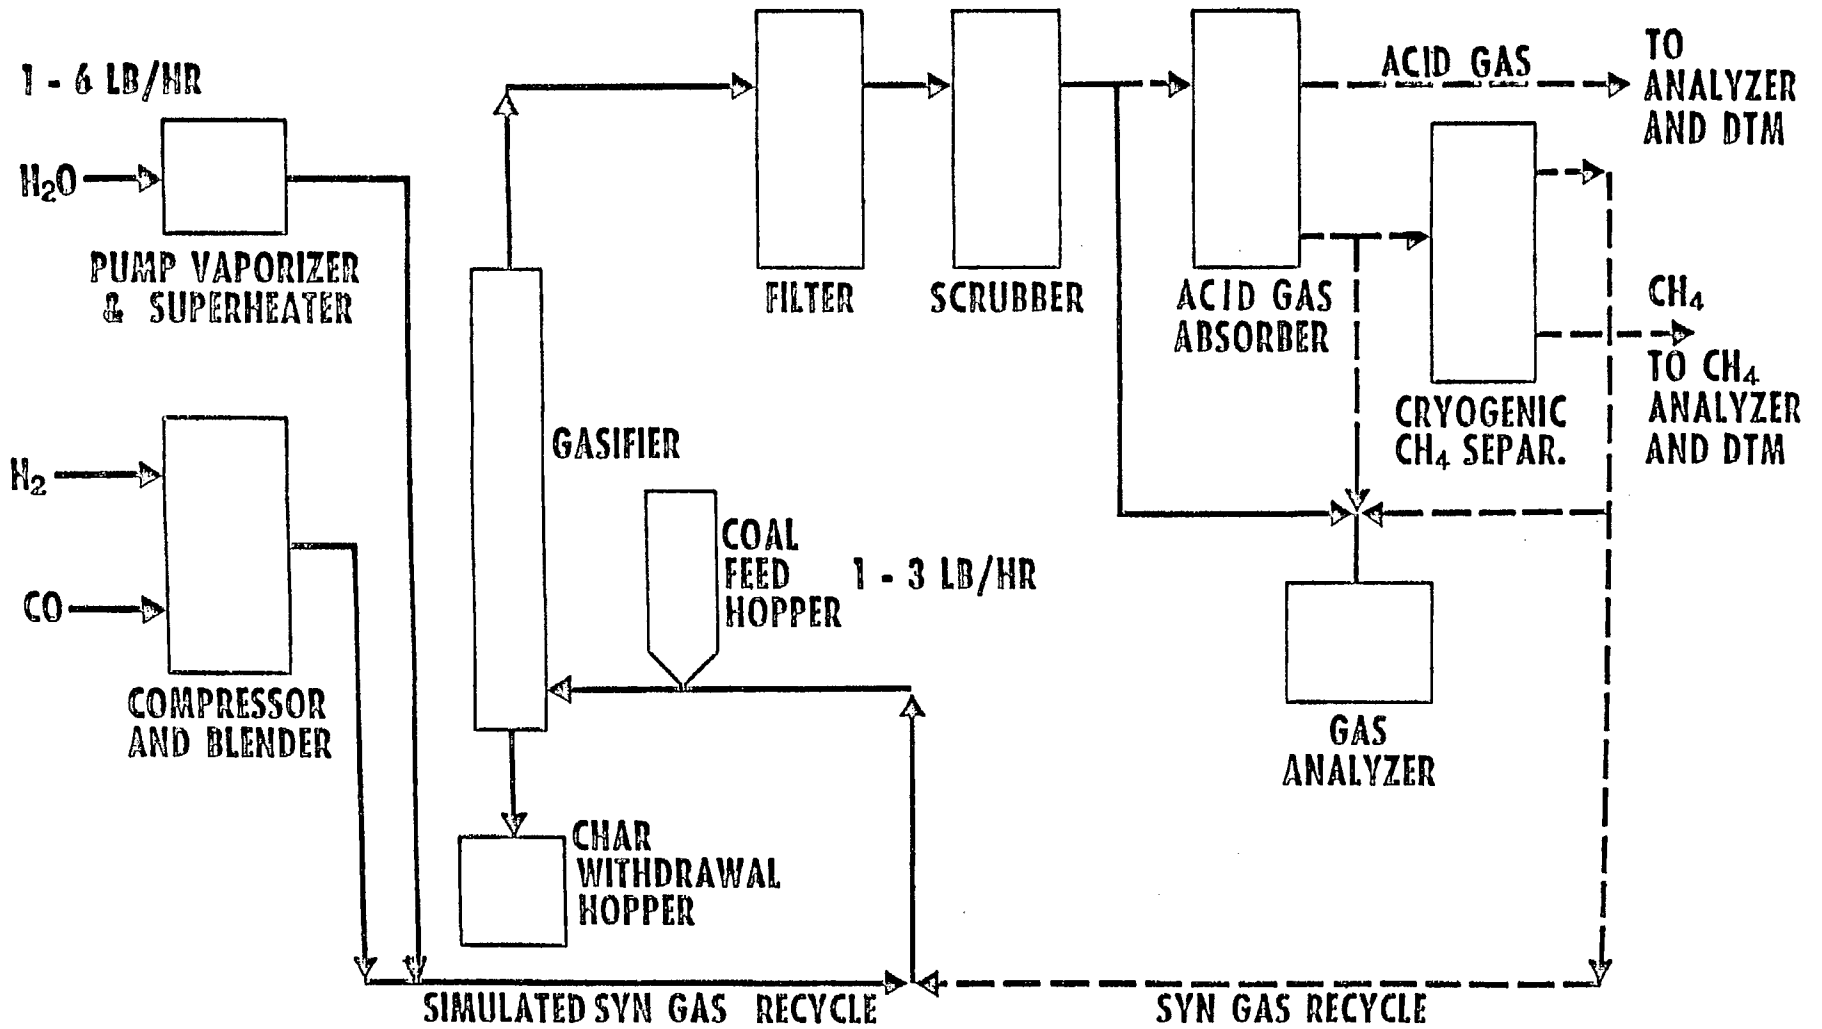 1 - 6 LB/HR
H₂O
PUMP VAPORIZER
& SUPERHEATER
H₂
CO
COMPRESSOR
AND BLENDER
GASIFIER
COAL
FEED
HOPPER
1 - 3 LB/HR
CHAR
WITHDRAWAL
HOPPER
SIMULATED SYN GAS RECYCLE
FILTER
SCRUBBER
ACID GAS
ABSORBER
ACID GAS
TO
ANALYZER
AND DTM
CRYOGENIC
CH₄ SEPAR.
CH₄
TO CH₄
ANALYZER
AND DTM
GAS
ANALYZER
SYN GAS RECYCLE